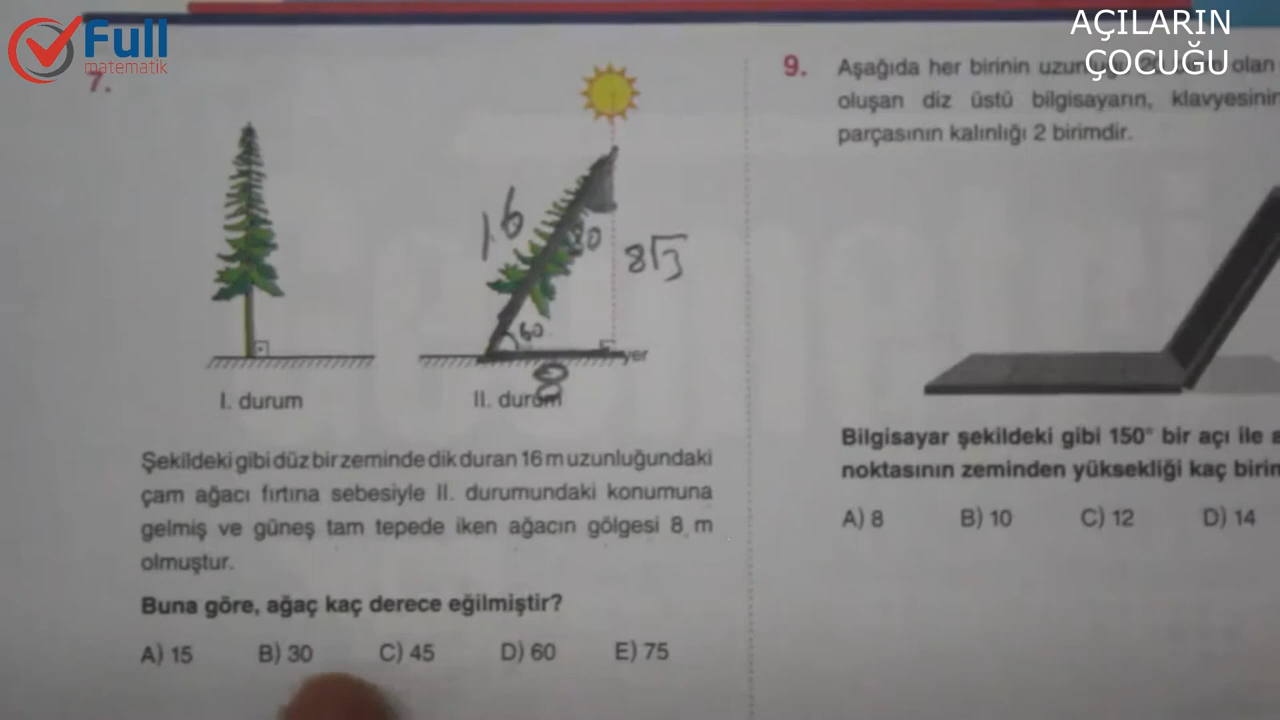 Full
matematik
AÇILARIN
ÇOCUĞU
7.
16
30
8√3
60
yer
8
I. durum
II. durum
Şekildeki gibi düz bir zeminde dik duran 16 m uzunluğundaki
çam ağacı fırtına sebesiyle II. durumundaki konumuna
gelmiş ve güneş tam tepede iken ağacın gölgesi 8 m
olmuştur.
Buna göre, ağaç kaç derece eğilmiştir?
A) 15 B) 30 C) 45 D) 60 E) 75
9. Aşağıda her birinin olan
oluşan diz üstü bilgisayarın, klavyesinin
parçasının kalınlığı 2 birimdir.
Bilgisayar şekildeki gibi 150° bir açı ile
noktasının zeminden yüksekliği kaç birim
A) 8 B) 10 C) 12 D) 14